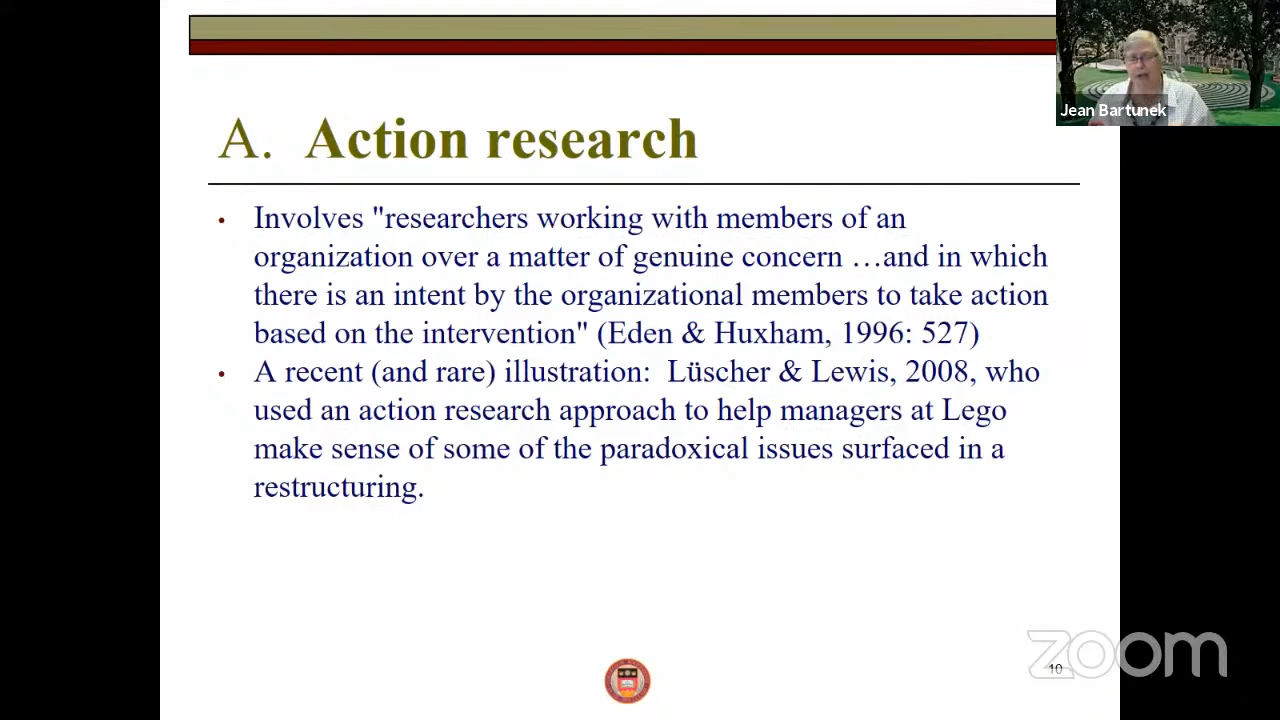 Jean Bartunek
A. Action research
• Involves "researchers working with members of an
organization over a matter of genuine concern …and in which
there is an intent by the organizational members to take action
based on the intervention" (Eden & Huxham, 1996: 527)
• A recent (and rare) illustration: Lüscher & Lewis, 2008, who
used an action research approach to help managers at Lego
make sense of some of the paradoxical issues surfaced in a
restructuring.
zoom
10